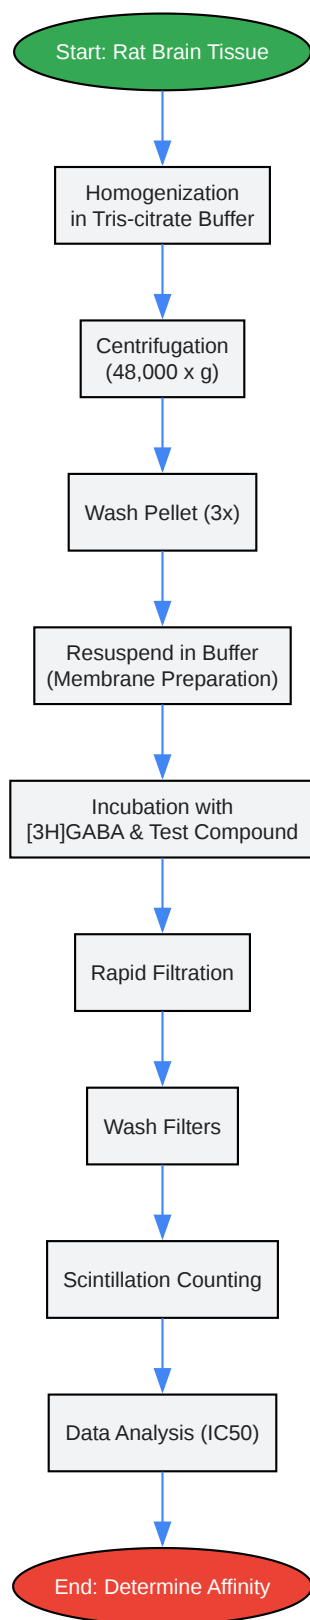 Start: Rat Brain Tissue
Homogenization
in Tris-citrate Buffer
Centrifugation
(48,000 x g)
Wash Pellet (3x)
Resuspend in Buffer
(Membrane Preparation)
Incubation with
[3H]GABA & Test Compound
Rapid Filtration
Wash Filters
Scintillation Counting
Data Analysis (IC50)
End: Determine Affinity